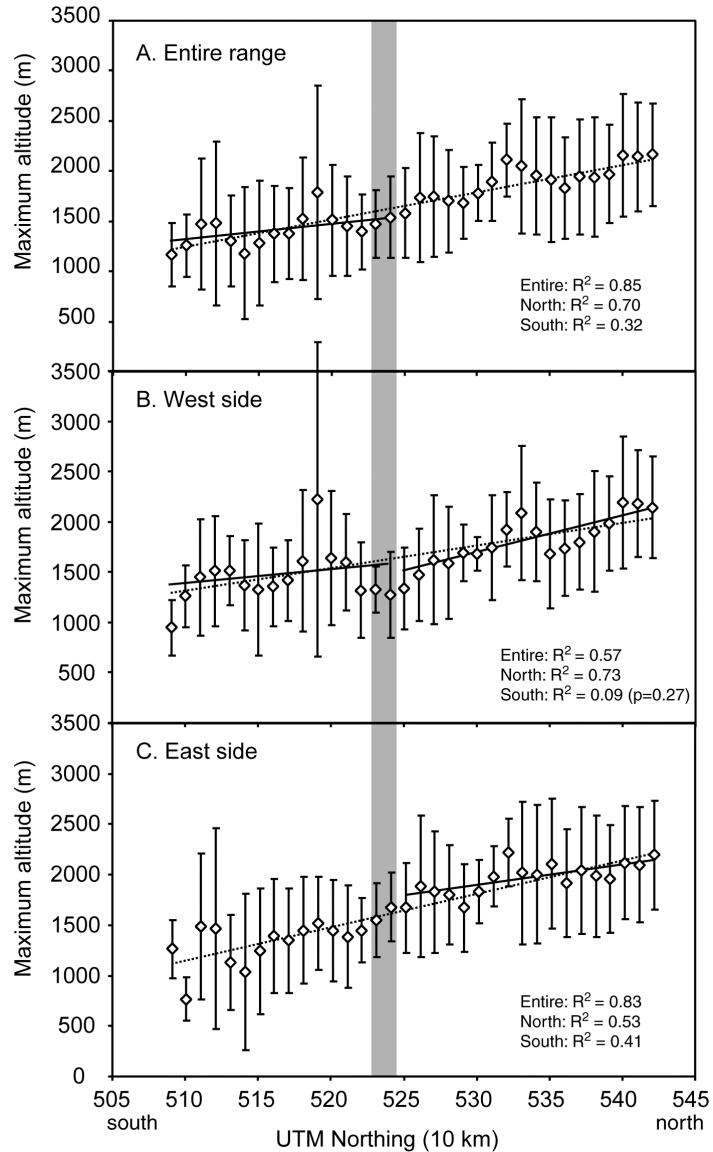 3500
A. Entire range
3000
2500
2000
1500
1000
500
Maximum altitude (m)
Entire: R² = 0.85
North: R² = 0.70
South: R² = 0.32
3500
B. West side
3000
2500
2000
1500
1000
500
Maximum altitude (m)
Entire: R² = 0.57
North: R² = 0.73
South: R² = 0.09 (p=0.27)
3500
C. East side
3000
2500
2000
1500
1000
500
0
Maximum altitude (m)
Entire: R² = 0.83
North: R² = 0.53
South: R² = 0.41
505 510 515 520 525 530 535 540 545
south north
UTM Northing (10 km)